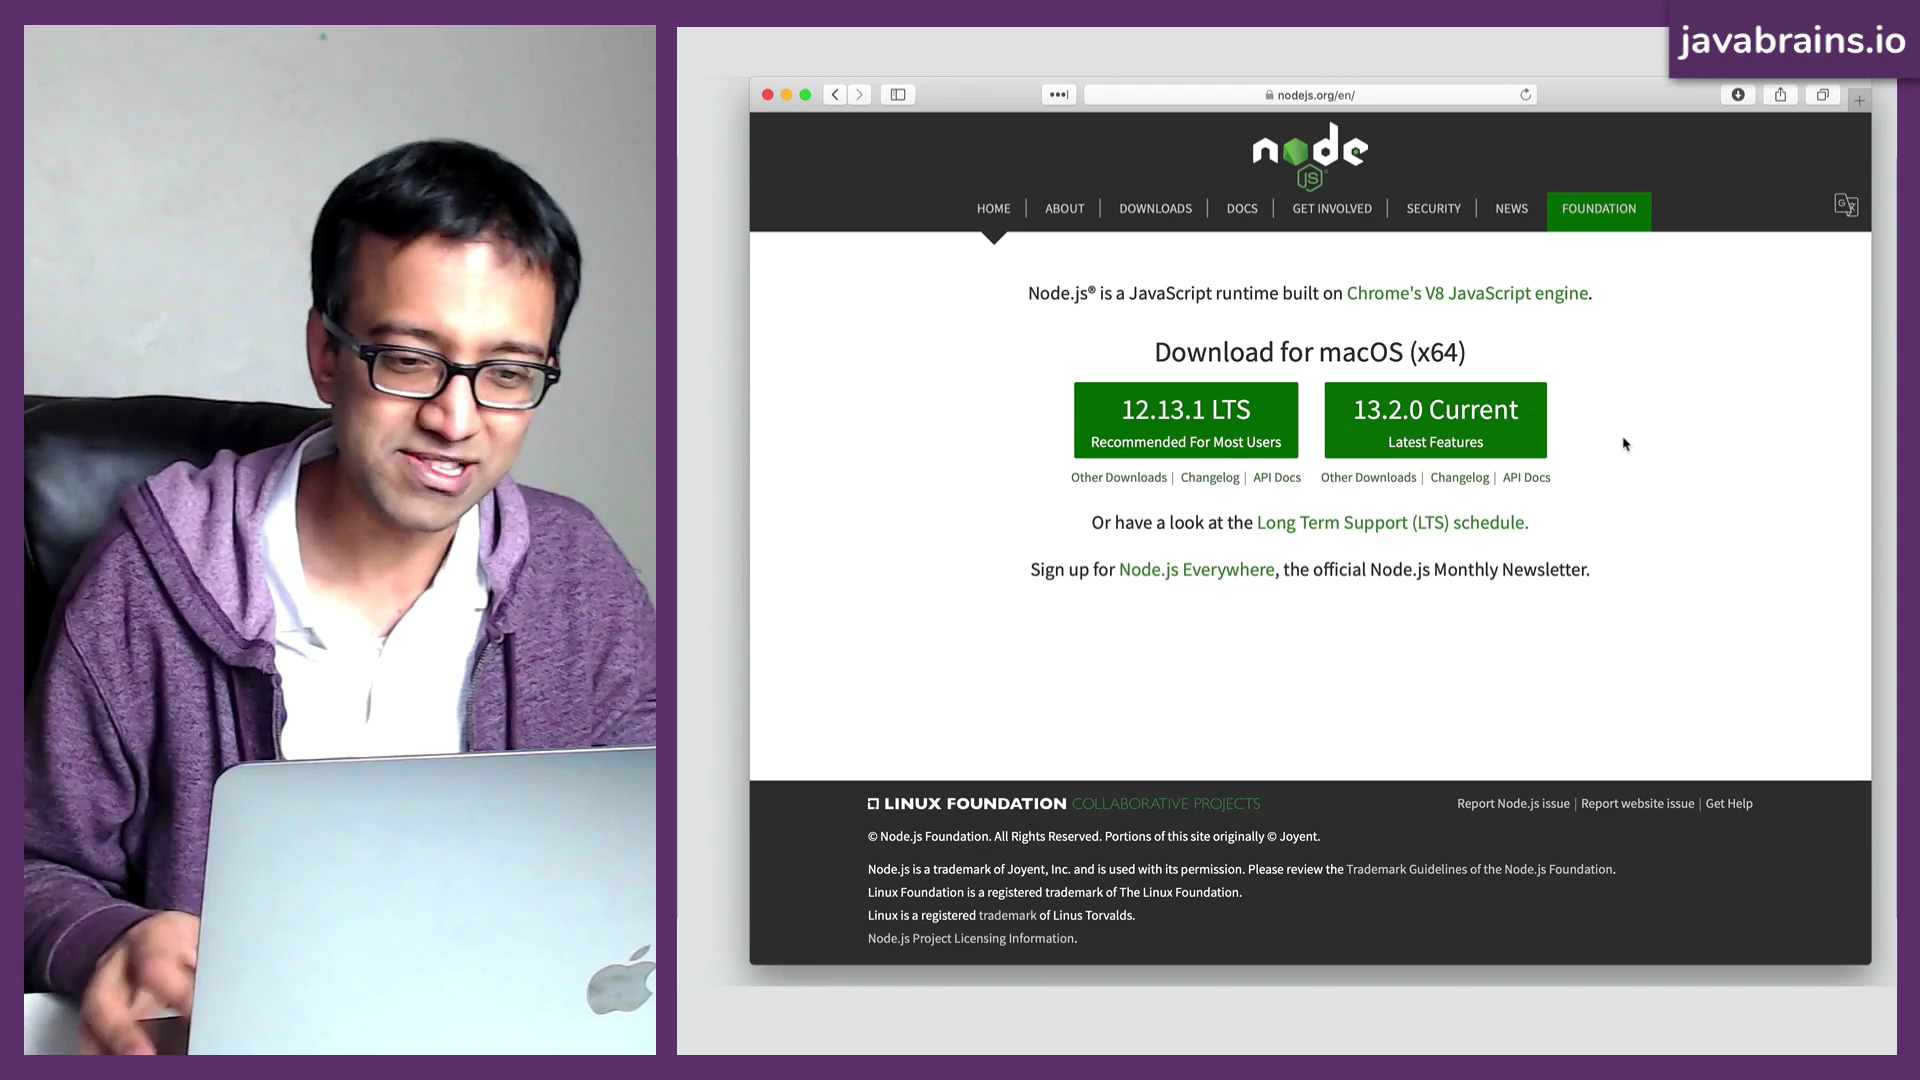 javabrains.io
nodejs.org/en/
node
JS
HOME | ABOUT | DOWNLOADS | DOCS | GET INVOLVED | SECURITY | NEWS FOUNDATION
Node.js® is a JavaScript runtime built on Chrome's V8 JavaScript engine.
Download for macOS (x64)
12.13.1 LTS
Recommended For Most Users
13.2.0 Current
Latest Features
Other Downloads | Changelog | API Docs
Other Downloads | Changelog | API Docs
Or have a look at the Long Term Support (LTS) schedule.
Sign up for Node.js Everywhere, the official Node.js Monthly Newsletter.
LINUX FOUNDATION COLLABORATIVE PROJECTS
Report Node.js issue | Report website issue | Get Help
© Node.js Foundation. All Rights Reserved. Portions of this site originally © Joyent.
Node.js is a trademark of Joyent, Inc. and is used with its permission. Please review the Trademark Guidelines of the Node.js Foundation.
Linux Foundation is a registered trademark of The Linux Foundation.
Linux is a registered trademark of Linus Torvalds.
Node.js Project Licensing Information.